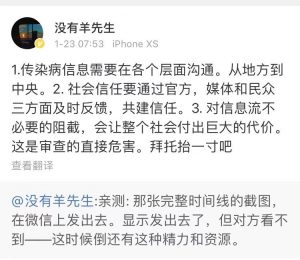 没有羊先生
1-23 07:53 iPhone XS
1.传染病信息需要在各个层面沟通。从地方到
中央。2. 社会信任要通过官方，媒体和民众
三方面及时反馈，共建信任。3. 对信息流不
必要的阻截，会让整个社会付出巨大的代价。
这是审查的直接危害。拜托抬一寸吧
查看翻译
@没有羊先生:亲测: 那张完整时间线的截图，
在微信上发出去。显示发出去了，但对方看不
到——这时候倒还有这种精力和资源。